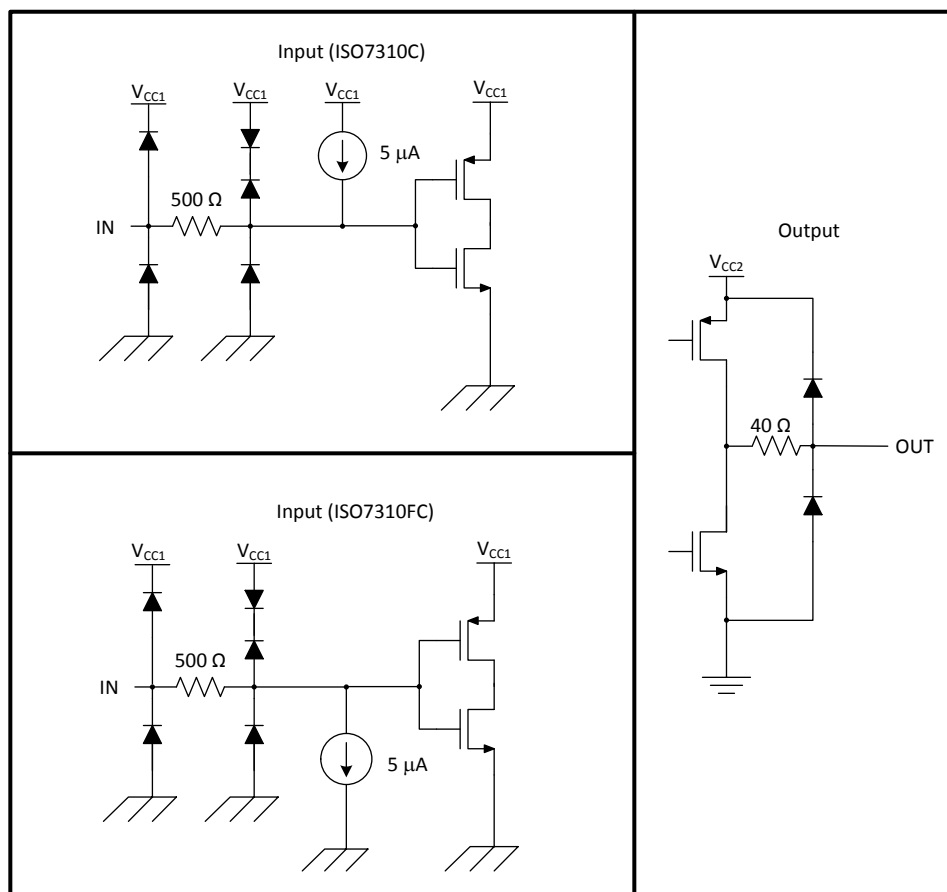 Input (ISO7310C)
VCC1 VCC1 VCC1 VCC1
5 μA
500 Ω
IN
Input (ISO7310FC)
VCC1 VCC1 VCC1
500 Ω
IN
5 μA
Output
VCC2
40 Ω
OUT